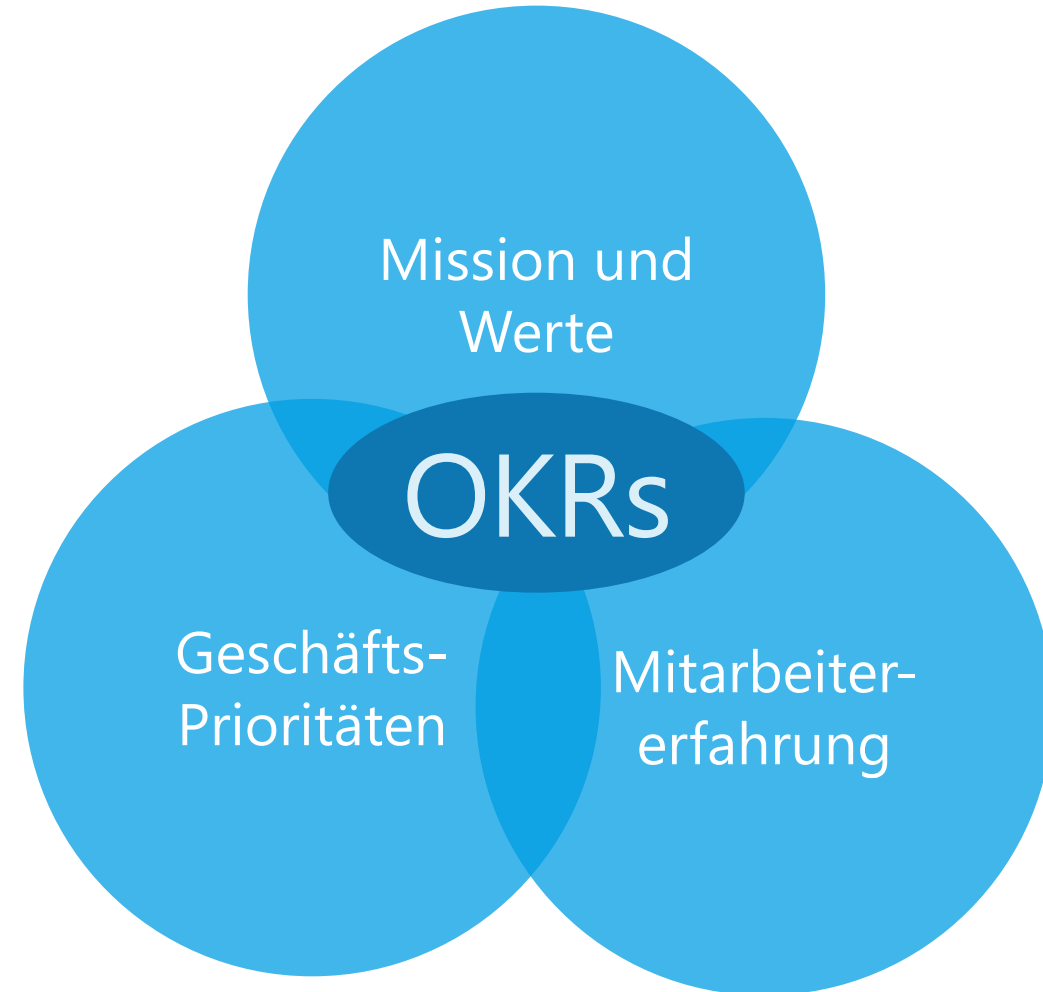 Mission und
Werte
OKRs
Geschäfts-
Prioritäten
Mitarbeiter-
erfahrung